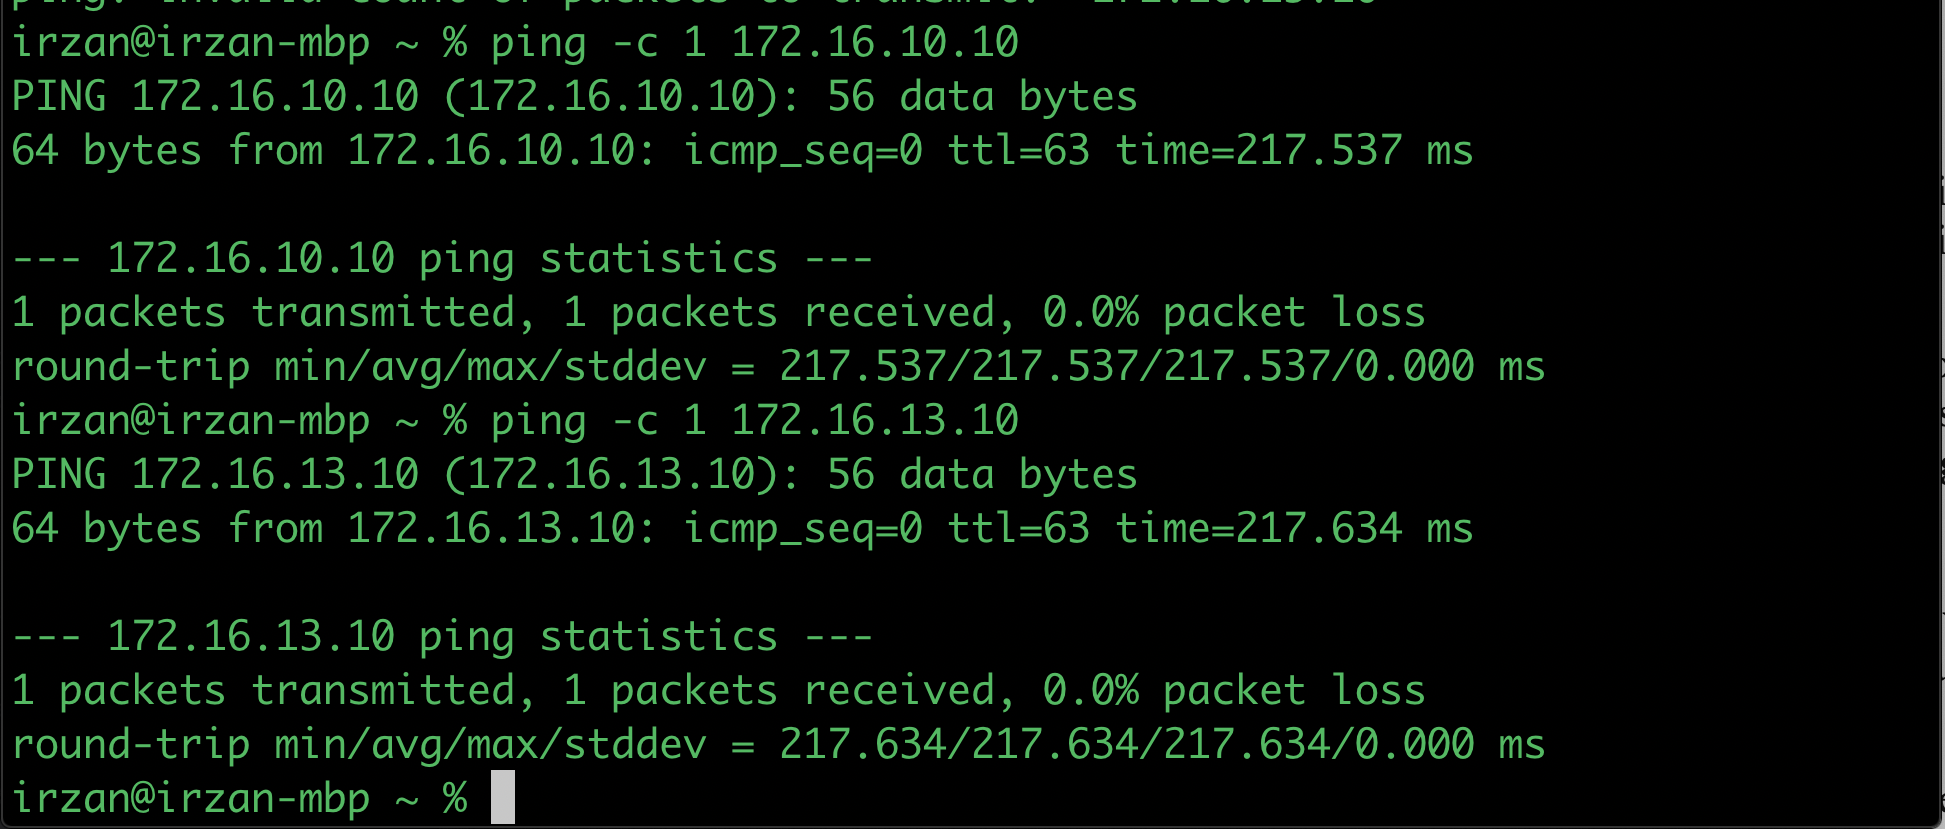 irzan@irzan-mbp ~ % ping -c 1 172.16.10.10
PING 172.16.10.10 (172.16.10.10): 56 data bytes
64 bytes from 172.16.10.10: icmp_seq=0 ttl=63 time=217.537 ms
--- 172.16.10.10 ping statistics ---
1 packets transmitted, 1 packets received, 0.0% packet loss
round-trip min/avg/max/stddev = 217.537/217.537/217.537/0.000 ms
irzan@irzan-mbp ~ % ping -c 1 172.16.13.10
PING 172.16.13.10 (172.16.13.10): 56 data bytes
64 bytes from 172.16.13.10: icmp_seq=0 ttl=63 time=217.634 ms
--- 172.16.13.10 ping statistics ---
1 packets transmitted, 1 packets received, 0.0% packet loss
round-trip min/avg/max/stddev = 217.634/217.634/217.634/0.000 ms
irzan@irzan-mbp ~ %